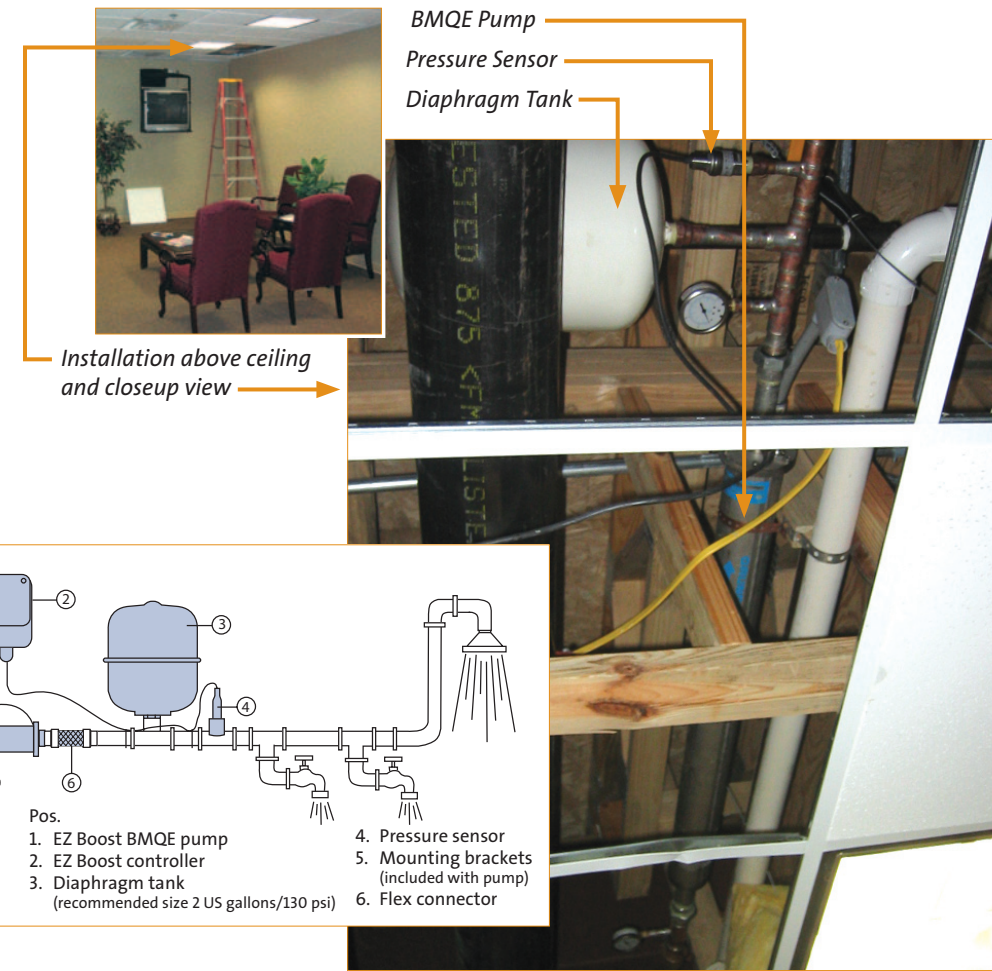 BMQE Pump
Pressure Sensor
Diaphragm Tank
Installation above ceiling
and closeup view
ESTED 875 <FM
LISTE
2
3
4
6
Pos.
1. EZ Boost BMQE pump
2. EZ Boost controller
3. Diaphragm tank
(recommended size 2 US gallons/130 psi)
4. Pressure sensor
5. Mounting brackets
(included with pump)
6. Flex connector